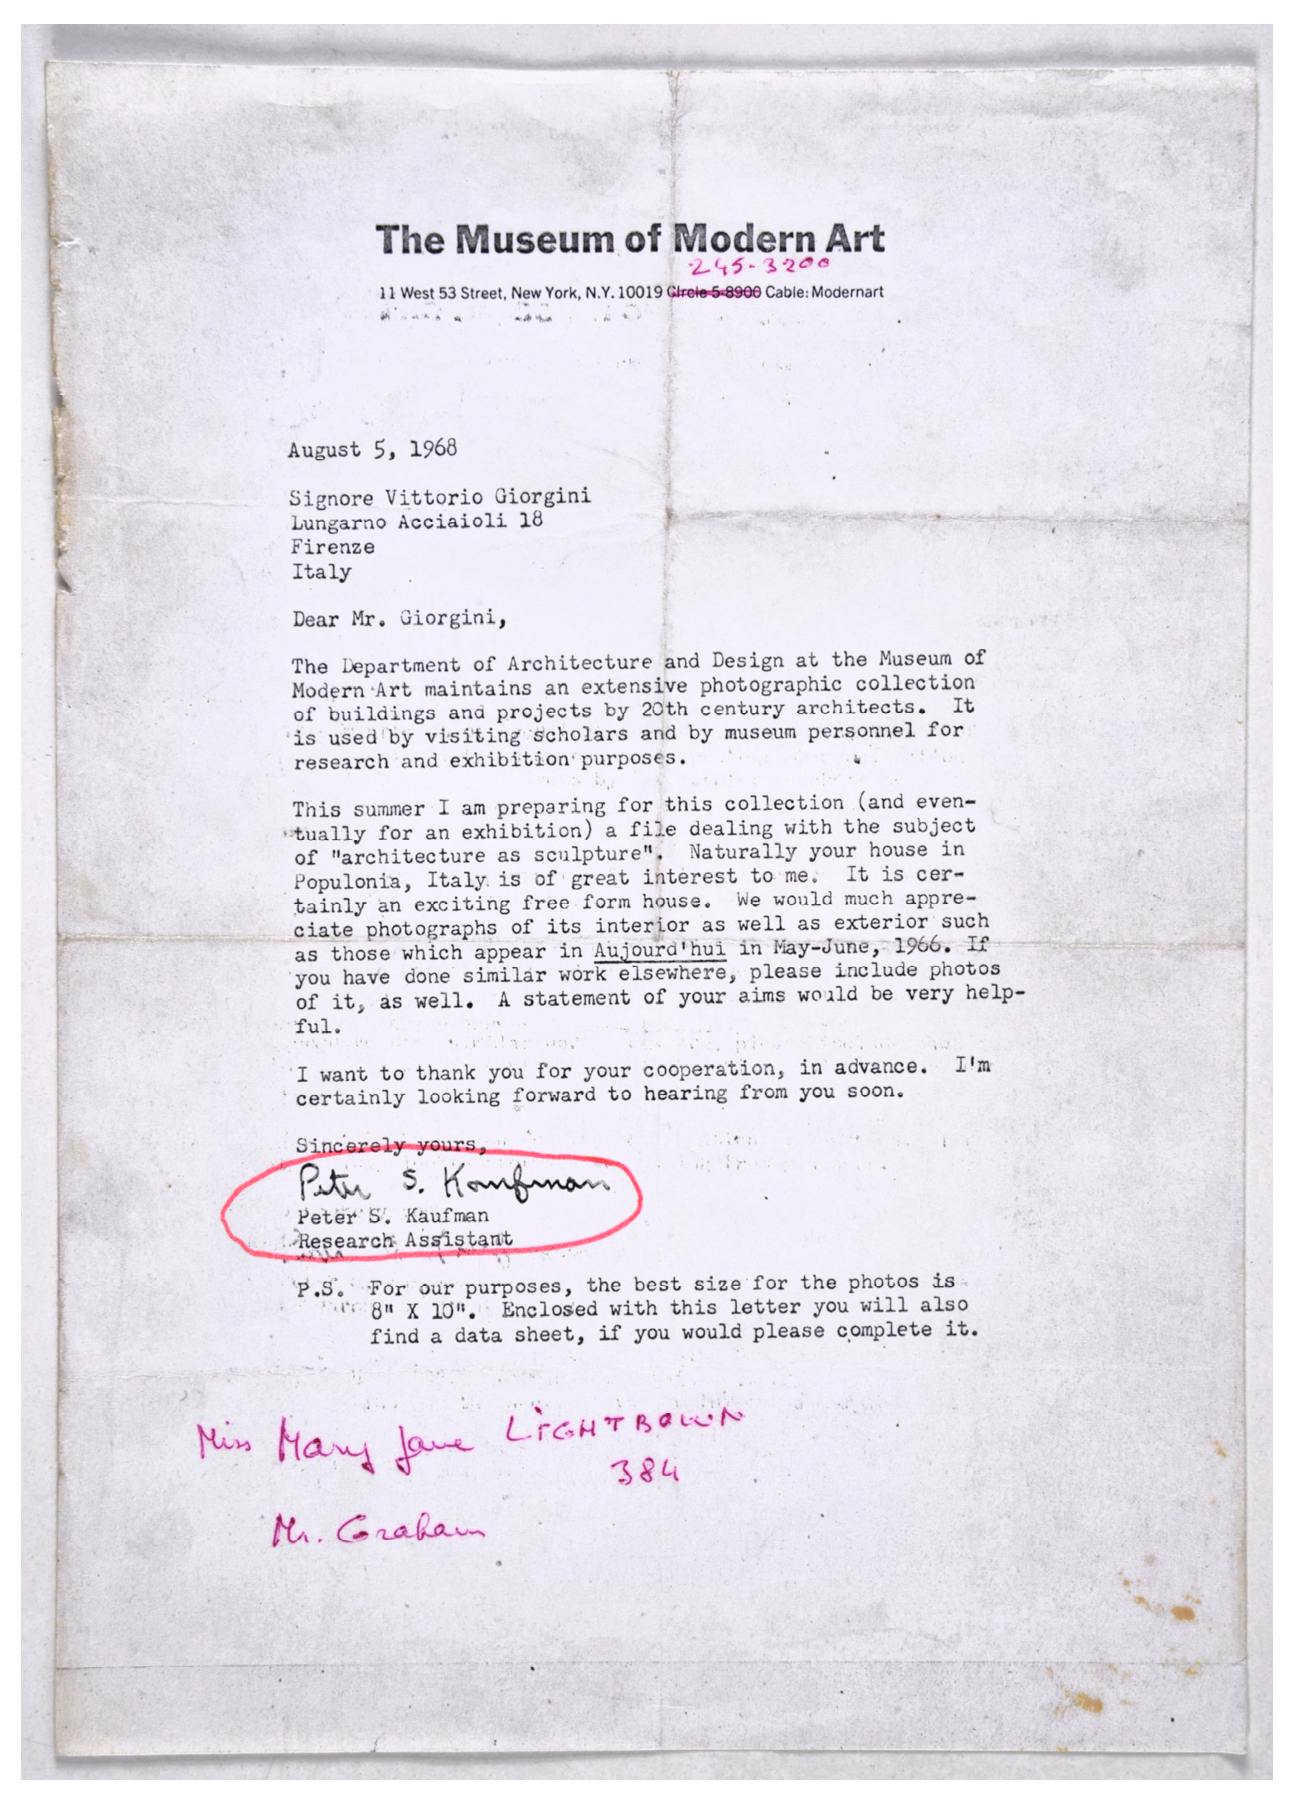 The Museum of Modern Art
245-3200
11 West 53 Street, New York, N.Y. 10019 Circle 5-8900 Cable: Modernart
August 5, 1968
Signore Vittorio Giorgini
Lungarno Acciaioli 18
Firenze
Italy
Dear Mr. Giorgini,
The Department of Architecture and Design at the Museum of
Modern Art maintains an extensive photographic collection
of buildings and projects by 20th century architects. It
is used by visiting scholars and by museum personnel for
research and exhibition purposes.
This summer I am preparing for this collection (and even-
tually for an exhibition) a file dealing with the subject
of "architecture as sculpture". Naturally your house in
Populonia, Italy is of great interest to me. It is cer-
tainly an exciting free form house. We would much appre-
ciate photographs of its interior as well as exterior such
as those which appear in Aujourd'hui in May-June, 1966. If
you have done similar work elsewhere, please include photos
of it, as well. A statement of your aims would be very help-
ful.
I want to thank you for your cooperation, in advance. I'm
certainly looking forward to hearing from you soon.
Sincerely yours,
Peter S. Kaufman
Peter S. Kaufman
Research Assistant
P.S. For our purposes, the best size for the photos is
8" X 10". Enclosed with this letter you will also
find a data sheet, if you would please complete it.
Miss Mary Jane LIGHTBOWN
384
Mr. Graham